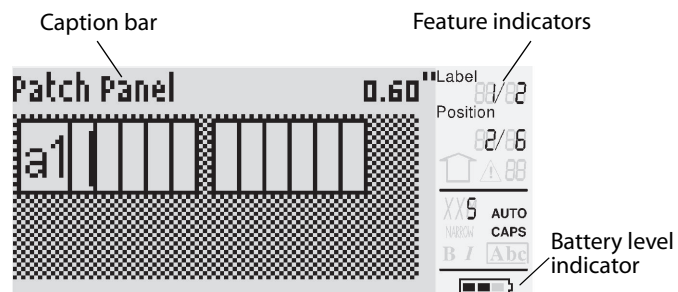 Caption bar
Feature indicators
Patch Panel 0.60"
Label
1/2
Position
2/6
XXS AUTO
NARROW CAPS
B I Abc
Battery level
indicator
a1